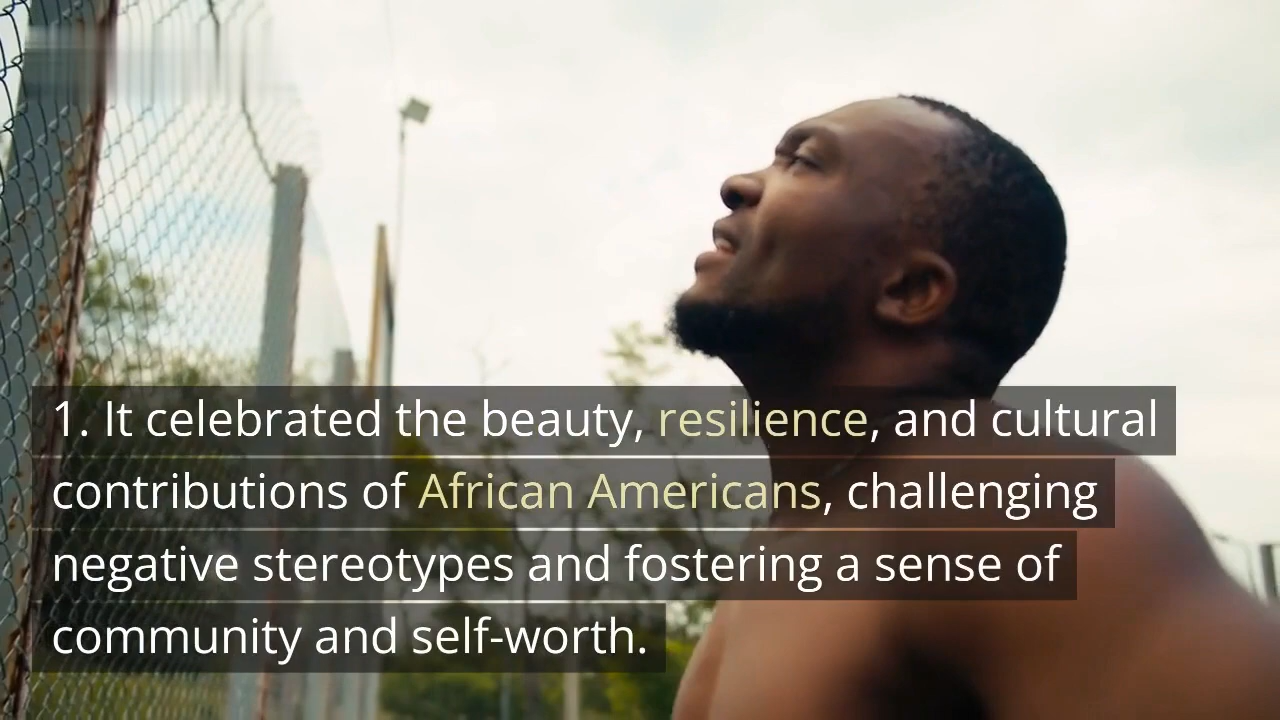 1. It celebrated the beauty, resilience, and cultural
contributions of African Americans, challenging
negative stereotypes and fostering a sense of
community and self-worth.